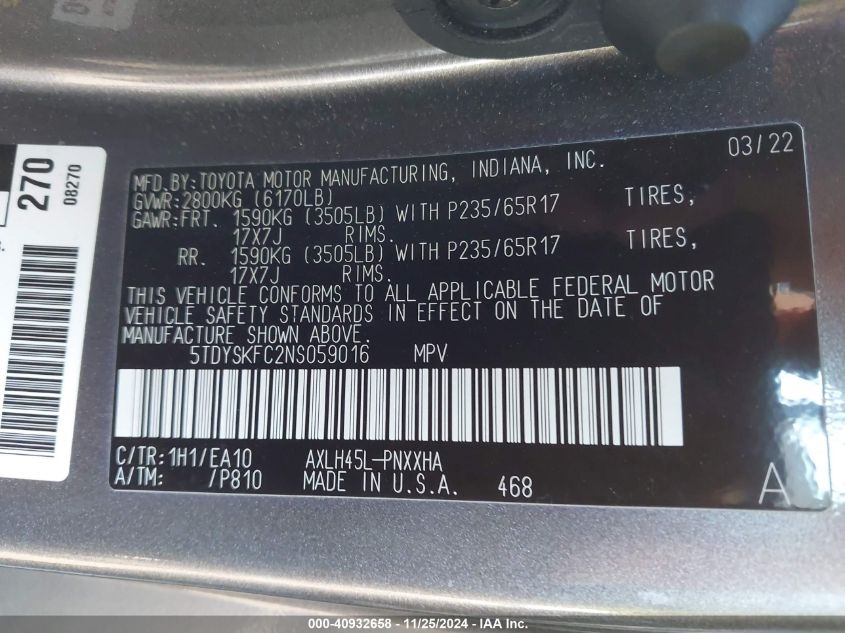 270
08270
03/22
MFD.BY:TOYOTA MOTOR MANUFACTURING, INDIANA, INC.
GVWR:2800KG (6170LB)
GAWR:FRT. 1590KG (3505LB) WITH P235/65R17 TIRES,
17X7J RIMS.
RR. 1590KG (3505LB) WITH P235/65R17 TIRES,
17X7J RIMS.
THIS VEHICLE CONFORMS TO ALL APPLICABLE FEDERAL MOTOR
VEHICLE SAFETY STANDARDS IN EFFECT ON THE DATE OF
MANUFACTURE SHOWN ABOVE.
5TDYSKFC2NS059016 MPV
C/TR:1H1/EA10 AXLH45L-PNXXHA
A/TM: /P810 MADE IN U.S.A. 468 A
000-40932658 - 11/25/2024 - IAA Inc.